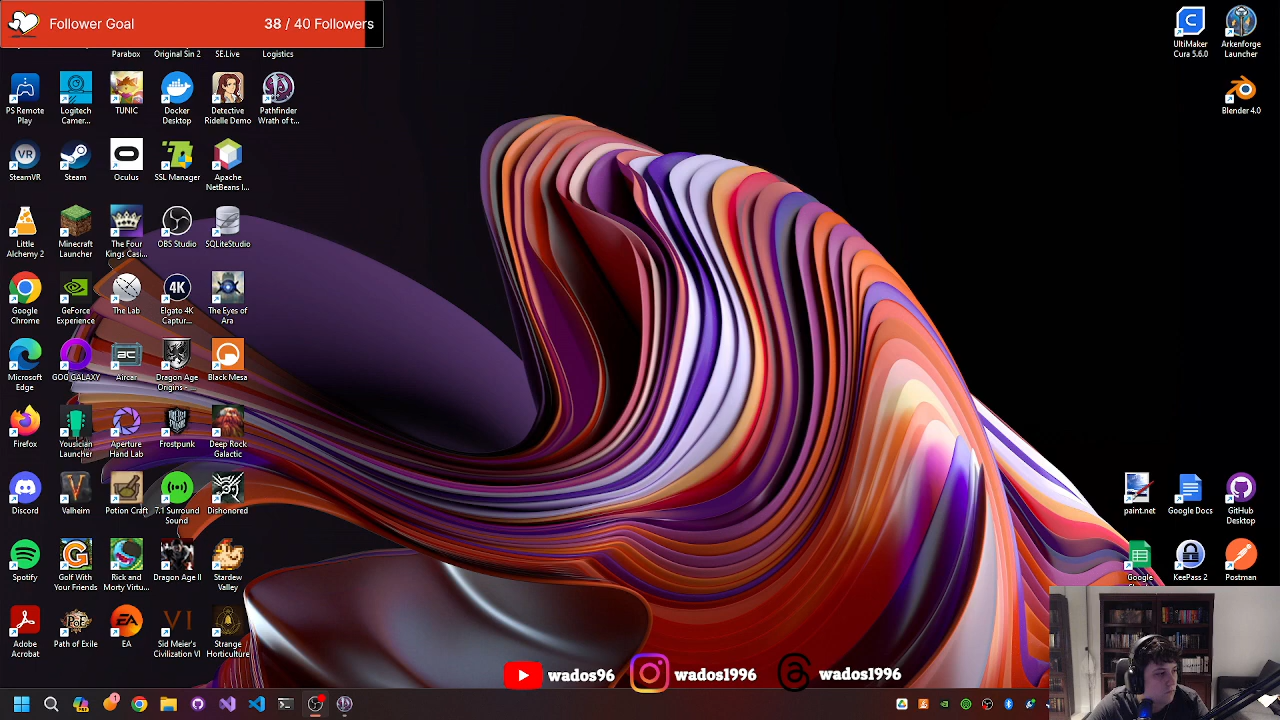 Follower Goal
38 / 40 Followers
Parabox
Original Sin 2
SE.Live
Logistics
UltiMaker
Cura 5.6.0
Arkenforge
Launcher
PS Remote
Play
Logitech
Camer...
TUNIC
Docker
Desktop
Detective
Ridelle Demo
Pathfinder
Wrath of t...
Blender 4.0
SteamVR
Steam
Oculus
SSL Manager
Apache
NetBeans I...
Little
Alchemy 2
Minecraft
Launcher
The Four
Kings Casi...
OBS Studio
SQLiteStudio
Google
Chrome
GeForce
Experience
The Lab
4K
Elgato 4K
Captur...
The Eyes of
Ara
Microsoft
Edge
GOG GALAXY
Aircar
Dragon Age
Origins -...
Black Mesa
Firefox
Yousician
Launcher
Aperture
Hand Lab
Frostpunk
Deep Rock
Galactic
Discord
Valheim
Potion Craft
7.1 Surround
Sound
Dishonored
paint.net
Google Docs
GitHub
Desktop
Spotify
Golf With
Your Friends
Rick and
Morty Virtu...
Dragon Age II
Stardew
Valley
Google
KeePass 2
Postman
Adobe
Acrobat
Path of Exile
EA
Sid Meier's
Civilization VI
Strange
Horticulture
wados96
wados1996
wados1996